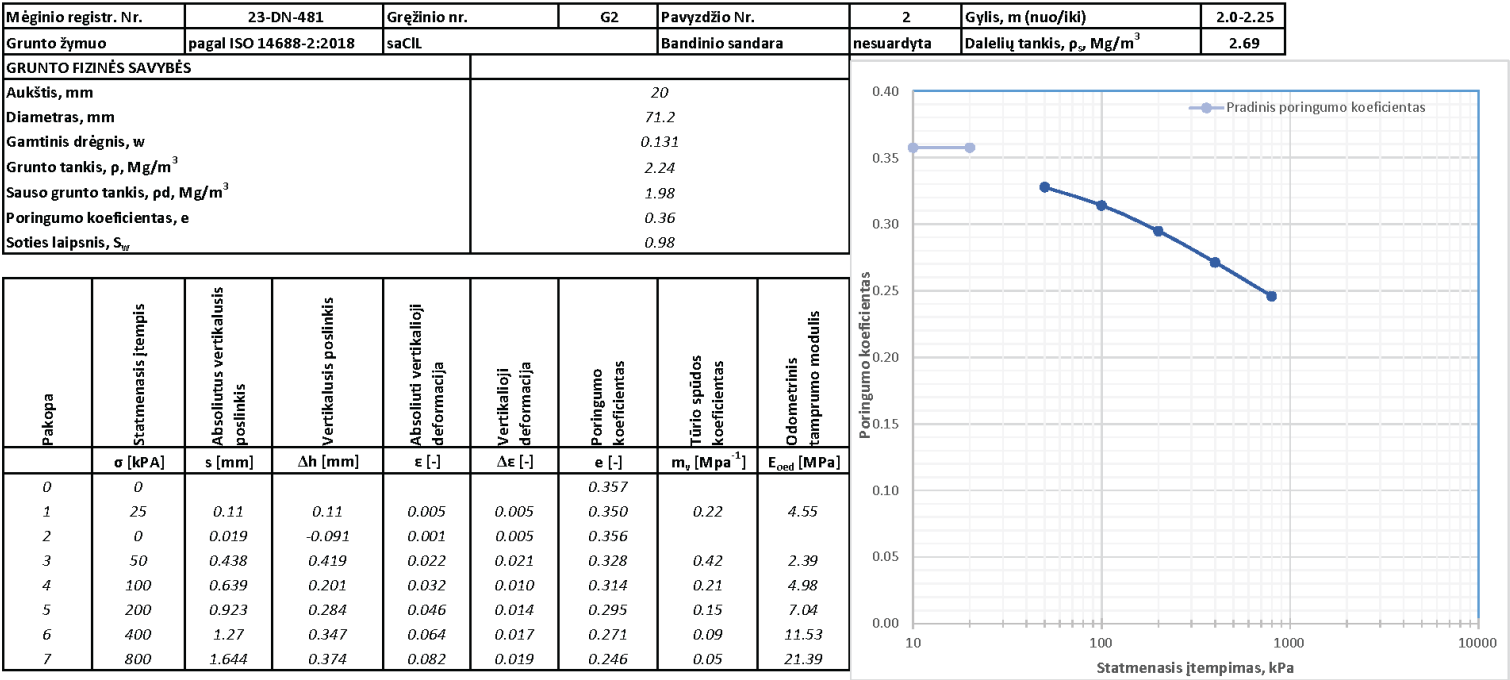 Mėginio registr. Nr. 23-DN-481 Gręžinio nr. G2 Pavyzdžio Nr. 2 Gylis, m (nuo/iki) 2.0-2.25
Grunto žymuo pagal ISO 14688-2:2018 saClL Bandinio sandara nesuardyta Dalelių tankis, ρs, Mg/m³ 2.69
GRUNTO FIZINĖS SAVYBĖS
Aukštis, mm 20
Diametras, mm 71.2
Gamtinis drėgnis, w 0.131
Grunto tankis, ρ, Mg/m³ 2.24
Sauso grunto tankis, ρd, Mg/m³ 1.98
Poringumo koeficientas, e 0.36
Soties laipsnis, Sw 0.98
Pakopa Statmenasis įtempis Absoliutus vertikalusis poslinkis Vertikalusis poslinkis Absoliuti vertikalioji deformacija Vertikalioji deformacija Poringumo koeficientas Tūrio spūdos koeficientas Odometrinis tamprumo modulis
σ [kPA] s [mm] Δh [mm] ε [-] Δε [-] e [-] mv [Mpa⁻¹] Eoed [MPa]
0 0 0.357
1 25 0.11 0.11 0.005 0.005 0.350 0.22 4.55
2 0 0.019 -0.091 0.001 0.005 0.356
3 50 0.438 0.419 0.022 0.021 0.328 0.42 2.39
4 100 0.639 0.201 0.032 0.010 0.314 0.21 4.98
5 200 0.923 0.284 0.046 0.014 0.295 0.15 7.04
6 400 1.27 0.347 0.064 0.017 0.271 0.09 11.53
7 800 1.644 0.374 0.082 0.019 0.246 0.05 21.39
Pradinis poringumo koeficientas
Poringumo koeficientas
0.40
0.35
0.30
0.25
0.20
0.15
0.10
0.05
0.00
10 100 1000 10000
Statmenasis įtempimas, kPa